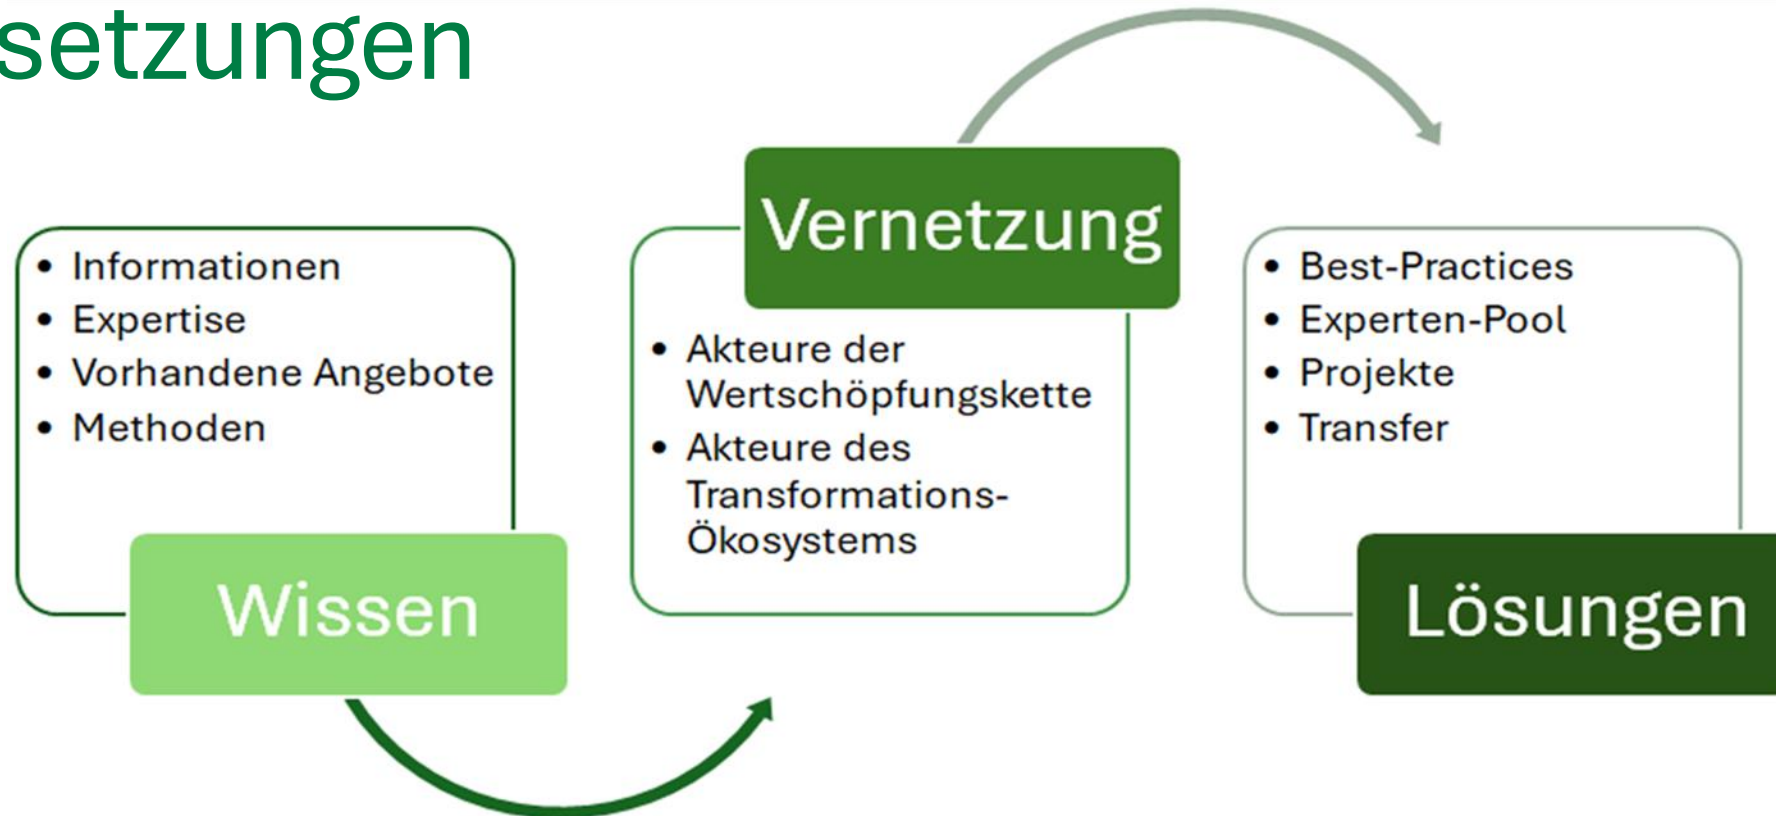 setzungen
• Informationen
• Expertise
• Vorhandene Angebote
• Methoden
Wissen
Vernetzung
• Akteure der
Wertschöpfungskette
• Akteure des
Transformations-
Ökosystems
• Best-Practices
• Experten-Pool
• Projekte
• Transfer
Lösungen